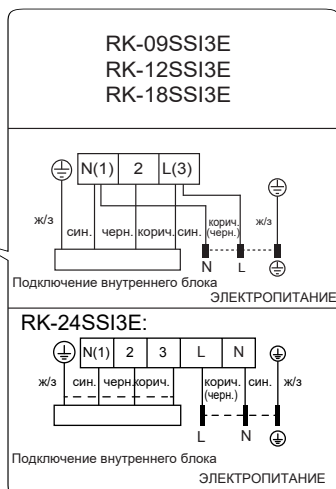 RK-09SSI3E
RK-12SSI3E
RK-18SSI3E
N(1) 2 L(3)
ж/з син. черн. корич. син. корич. (черн.) ж/з
N L
Подключение внутреннего блока
ЭЛЕКТРОПИТАНИЕ
RK-24SSI3E:
N(1) 2 3 L N
ж/з син. черн. корич. корич. (черн.) син. ж/з
L N
Подключение внутреннего блока
ЭЛЕКТРОПИТАНИЕ